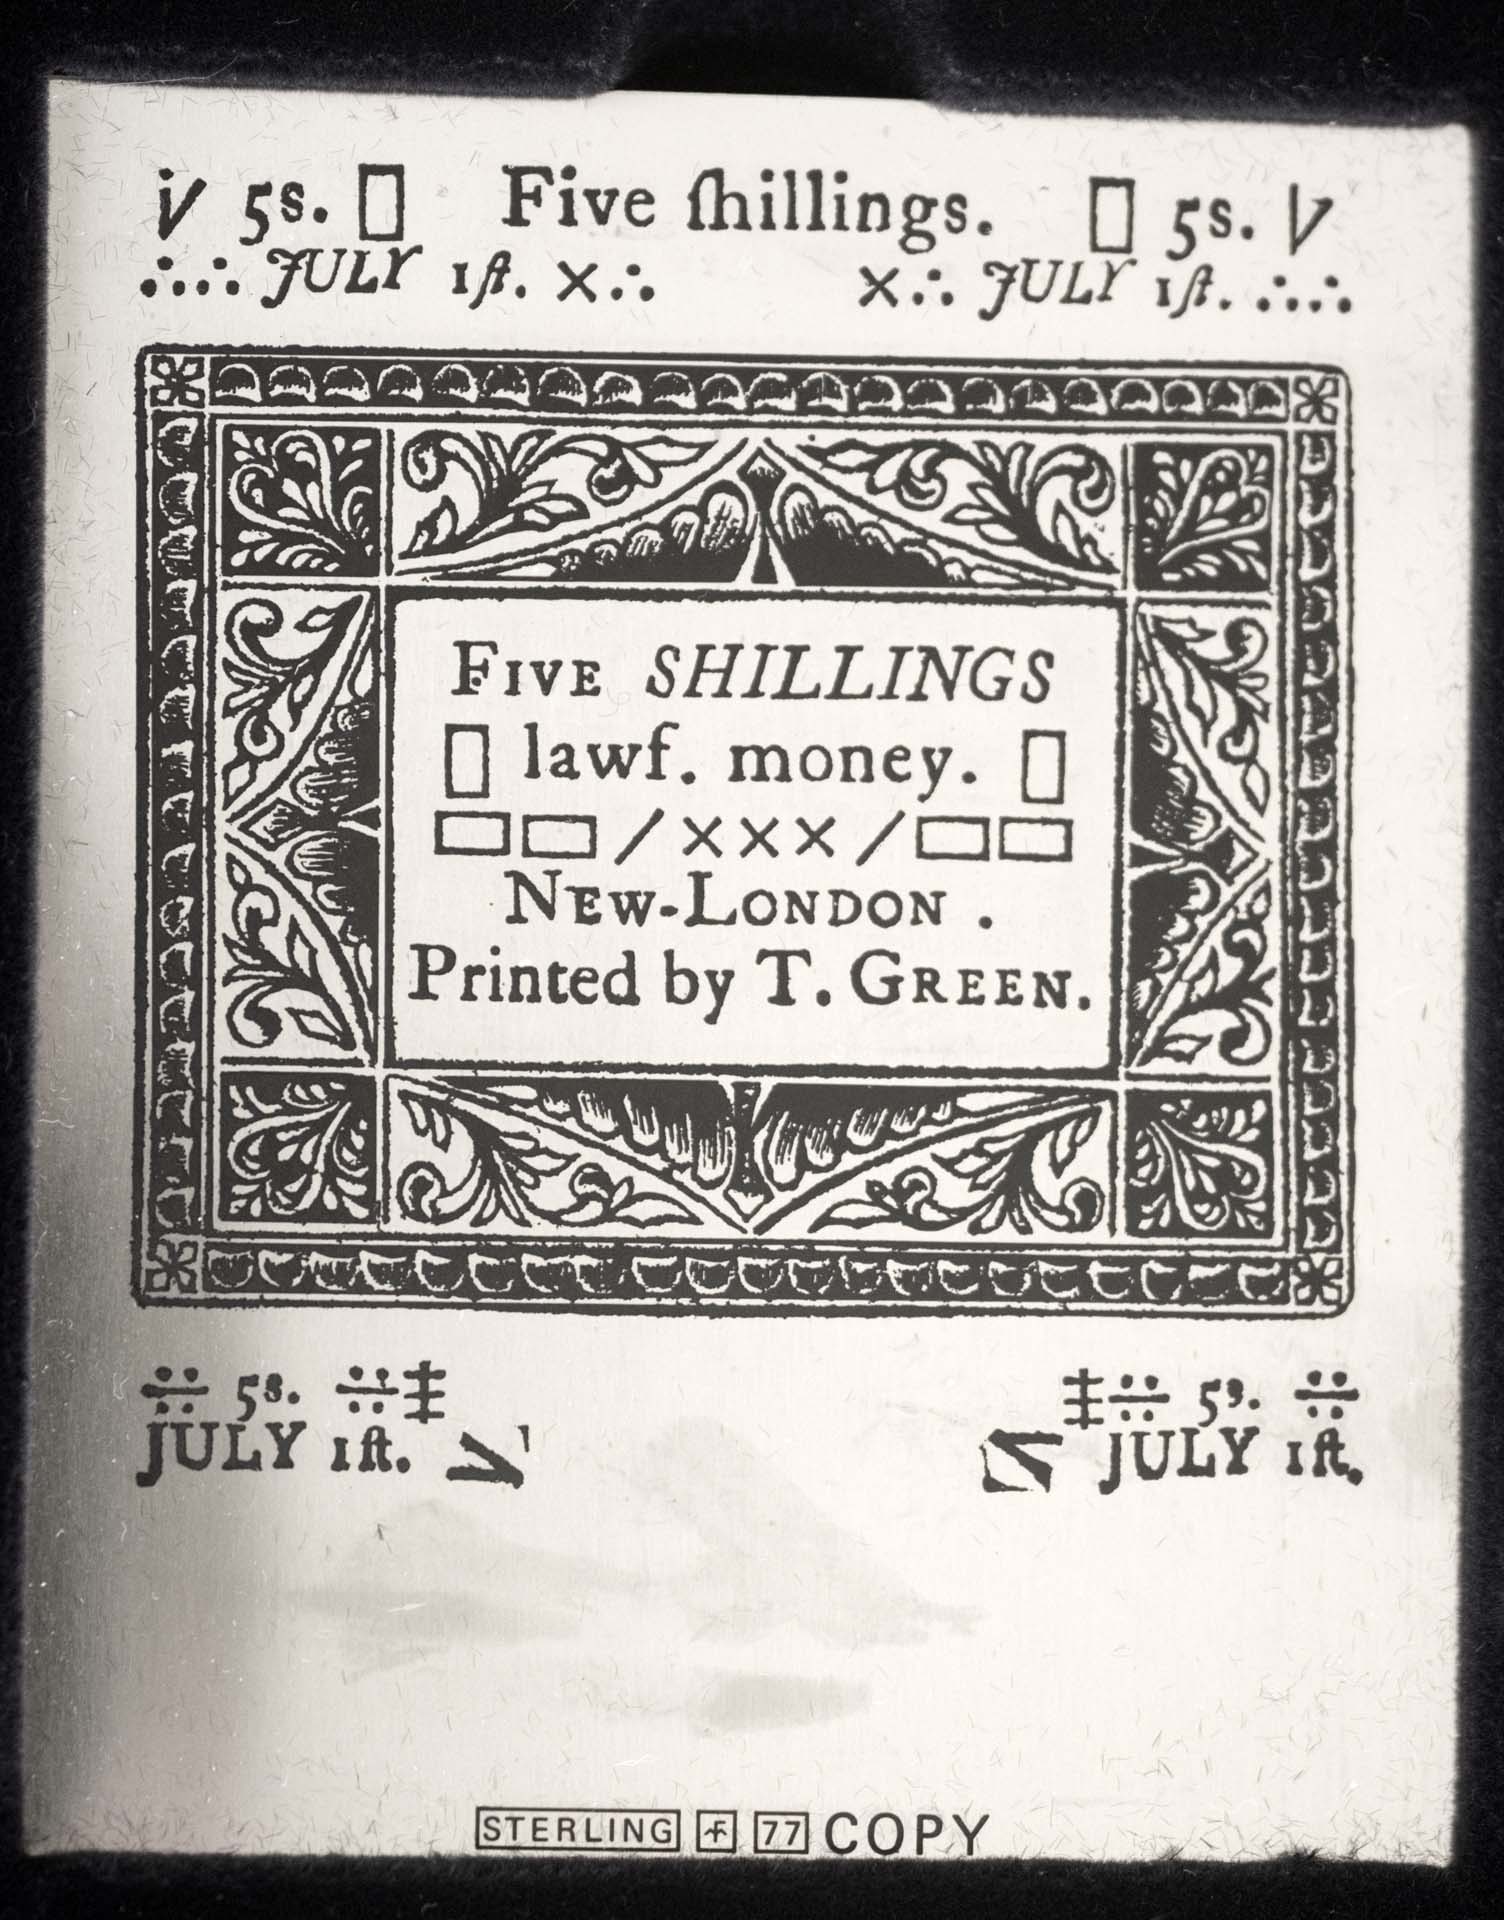 V 5s. Five ſhillings. 5s. V
JULY 1ſt. × × JULY 1ſt.
FIVE SHILLINGS
lawf. money.
/ × × × /
NEW-LONDON .
Printed by T. GREEN.
5s. 5s.
JULY 1ſt. JULY 1ſt.
STERLING 77 COPY